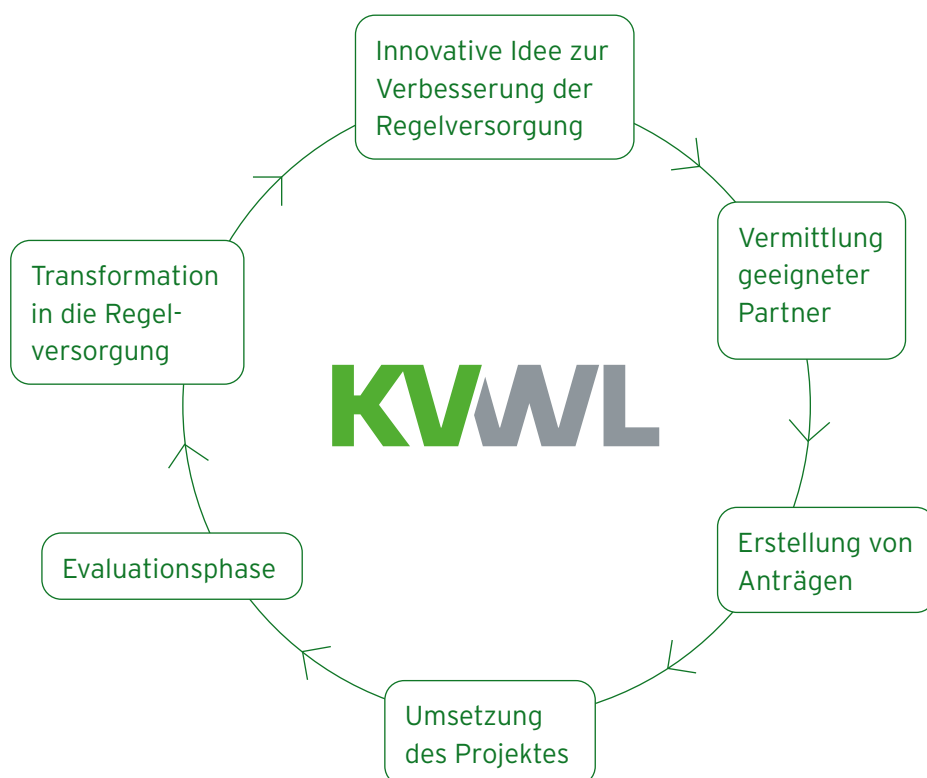 Innovative Idee zur
Verbesserung der
Regelversorgung
Vermittlung
geeigneter
Partner
Erstellung von
Anträgen
Umsetzung
des Projektes
Evaluationsphase
Transformation
in die Regel-
versorgung
KVWL